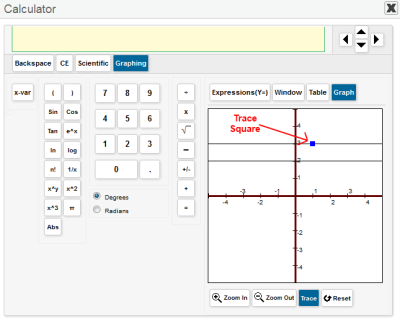 Calculator X
Backspace CE Scientific Graphing
x-var ( ) 7 8 9 ÷ Expressions(Y=) Window Table Graph
Sin Cos 4 5 6 x
Tan e^x √
ln log 1 2 3 −
n! 1/x 0 . +/-
x^y x^2 Degrees +
x^3 π Radians =
Abs
Trace
Square
5
3
2
1
-4 -3 -2 -1 1 2 3 4
-1
-2
-3
-4
Zoom In Zoom Out Trace Reset